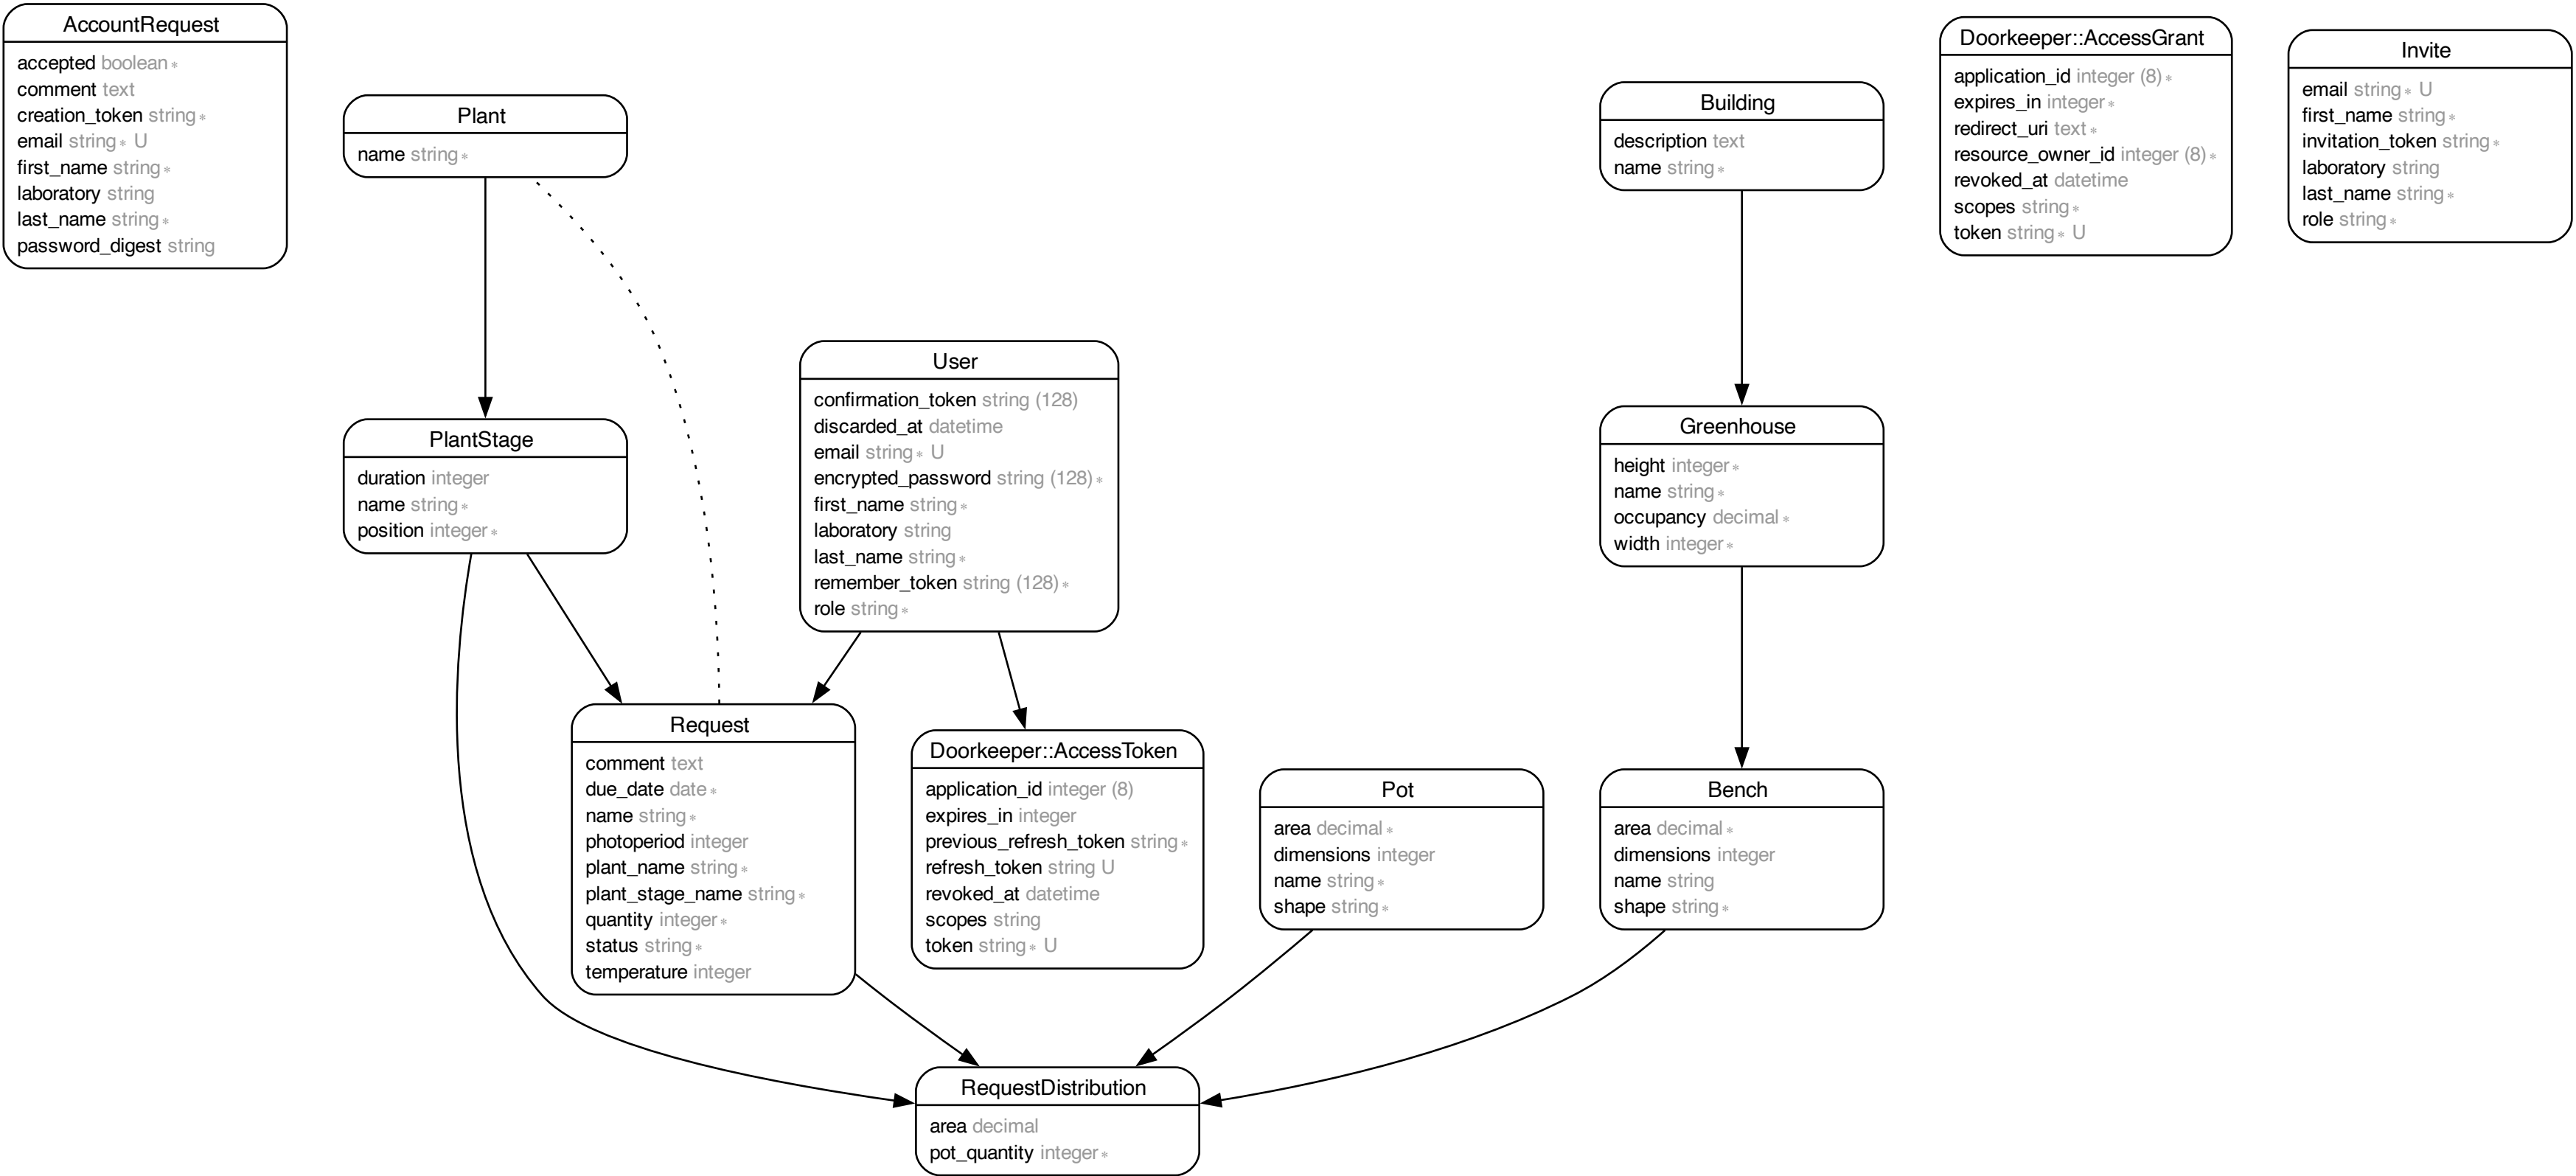 AccountRequest
accepted boolean ∗
comment text
creation_token string ∗
email string ∗ U
first_name string ∗
laboratory string
last_name string ∗
password_digest string
Plant
name string ∗
Building
description text
name string ∗
Doorkeeper::AccessGrant
application_id integer (8) ∗
expires_in integer ∗
redirect_uri text ∗
resource_owner_id integer (8) ∗
revoked_at datetime
scopes string ∗
token string ∗ U
Invite
email string ∗ U
first_name string ∗
invitation_token string ∗
laboratory string
last_name string ∗
role string ∗
PlantStage
duration integer
name string ∗
position integer ∗
User
confirmation_token string (128)
discarded_at datetime
email string ∗ U
encrypted_password string (128) ∗
first_name string ∗
laboratory string
last_name string ∗
remember_token string (128) ∗
role string ∗
Greenhouse
height integer ∗
name string ∗
occupancy decimal ∗
width integer ∗
Request
comment text
due_date date ∗
name string ∗
photoperiod integer
plant_name string ∗
plant_stage_name string ∗
quantity integer ∗
status string ∗
temperature integer
Doorkeeper::AccessToken
application_id integer (8)
expires_in integer
previous_refresh_token string ∗
refresh_token string U
revoked_at datetime
scopes string
token string ∗ U
Pot
area decimal ∗
dimensions integer
name string ∗
shape string ∗
Bench
area decimal ∗
dimensions integer
name string
shape string ∗
RequestDistribution
area decimal
pot_quantity integer ∗